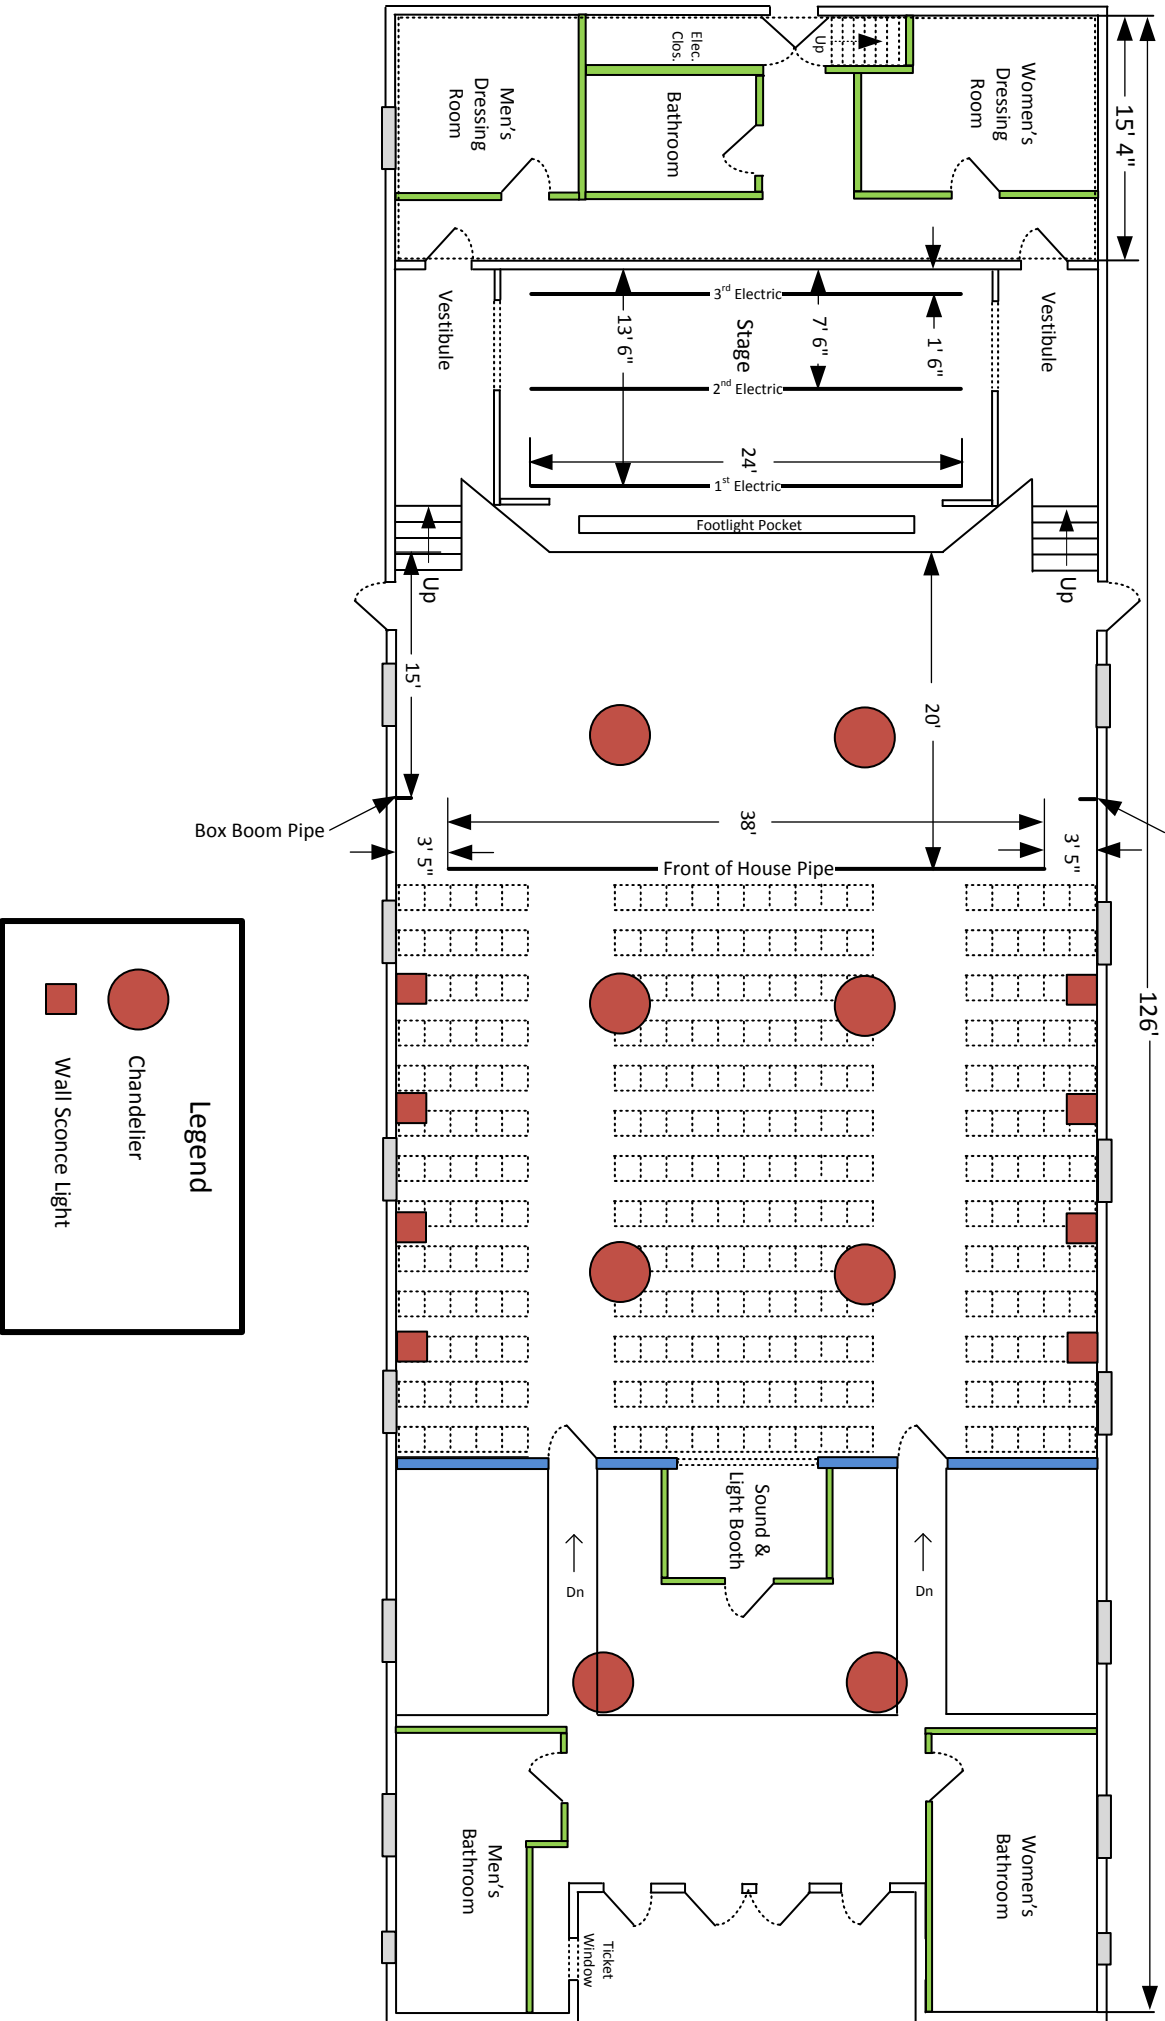 Elec.
Clos.
Up
Women's
Dressing
Room
Men's
Dressing
Room
Bathroom
15' 4"
Vestibule
3rd Electric
Stage
13' 6"
7' 6"
1' 6"
Vestibule
2nd Electric
24'
1st Electric
Footlight Pocket
Up
Up
15'
20'
126'
Box Boom Pipe
38'
3' 5"
3' 5"
Front of House Pipe
Legend
Chandelier
Wall Sconce Light
Sound &
Light Booth
Dn
Dn
Men's
Bathroom
Women's
Bathroom
Ticket
Window